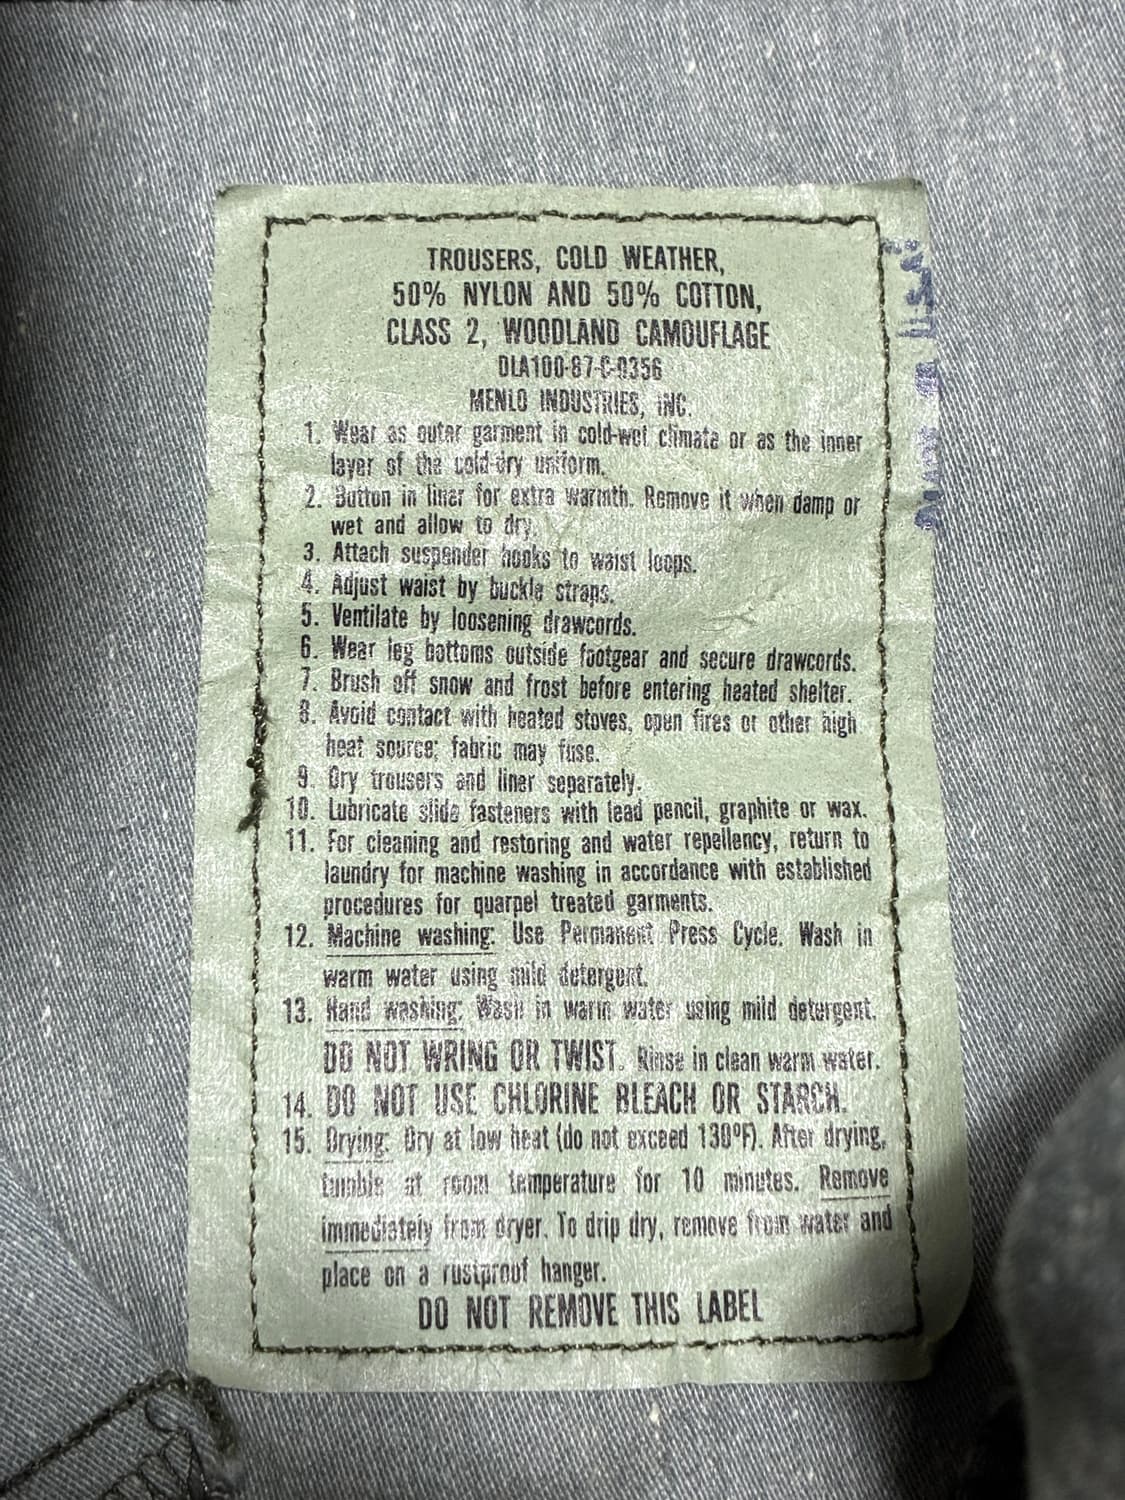 TROUSERS, COLD WEATHER,
50% NYLON AND 50% COTTON,
CLASS 2, WOODLAND CAMOUFLAGE
DLA100-87-C-0356
MENLO INDUSTRIES, INC.
1. Wear as outer garment in cold-wet climate or as the inner
layer of the cold-dry uniform.
2. Button in liner for extra warmth. Remove it when damp or
wet and allow to dry.
3. Attach suspender hooks to waist loops.
4. Adjust waist by buckle straps.
5. Ventilate by loosening drawcords.
6. Wear leg bottoms outside footgear and secure drawcords.
7. Brush off snow and frost before entering heated shelter.
8. Avoid contact with heated stoves, open fires or other high
heat source; fabric may fuse.
9. Dry trousers and liner separately.
10. Lubricate slide fasteners with lead pencil, graphite or wax.
11. For cleaning and restoring and water repellency, return to
laundry for machine washing in accordance with established
procedures for quarpel treated garments.
12. Machine washing: Use Permanent Press Cycle. Wash in
warm water using mild detergent.
13. Hand washing: Wash in warm water using mild detergent.
DO NOT WRING OR TWIST. Rinse in clean warm water.
14. DO NOT USE CHLORINE BLEACH OR STARCH.
15. Drying: Dry at low heat (do not exceed 130°F). After drying,
tumble at room temperature for 10 minutes. Remove
immediately from dryer. To drip dry, remove from water and
place on a rustproof hanger.
DO NOT REMOVE THIS LABEL
MADE IN U.S.A.